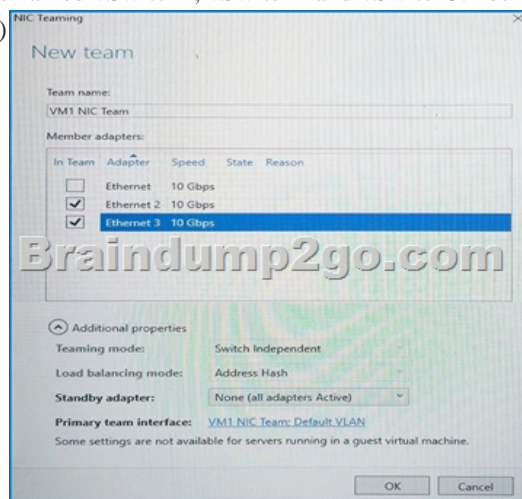 NIC Teaming
New team
Team name:
VM1 NIC Team
Member adapters:
In Team Adapter Speed State Reason
Ethernet 10 Gbps
Ethernet 2 10 Gbps
Ethernet 3 10 Gbps
Braindump2go.com
Additional properties
Teaming mode: Switch Independent
Load balancing mode: Address Hash
Standby adapter: None (all adapters Active)
Primary team interface: VM1 NIC Team: Default VLAN
Some settings are not available for servers running in a guest virtual machine.
OK Cancel